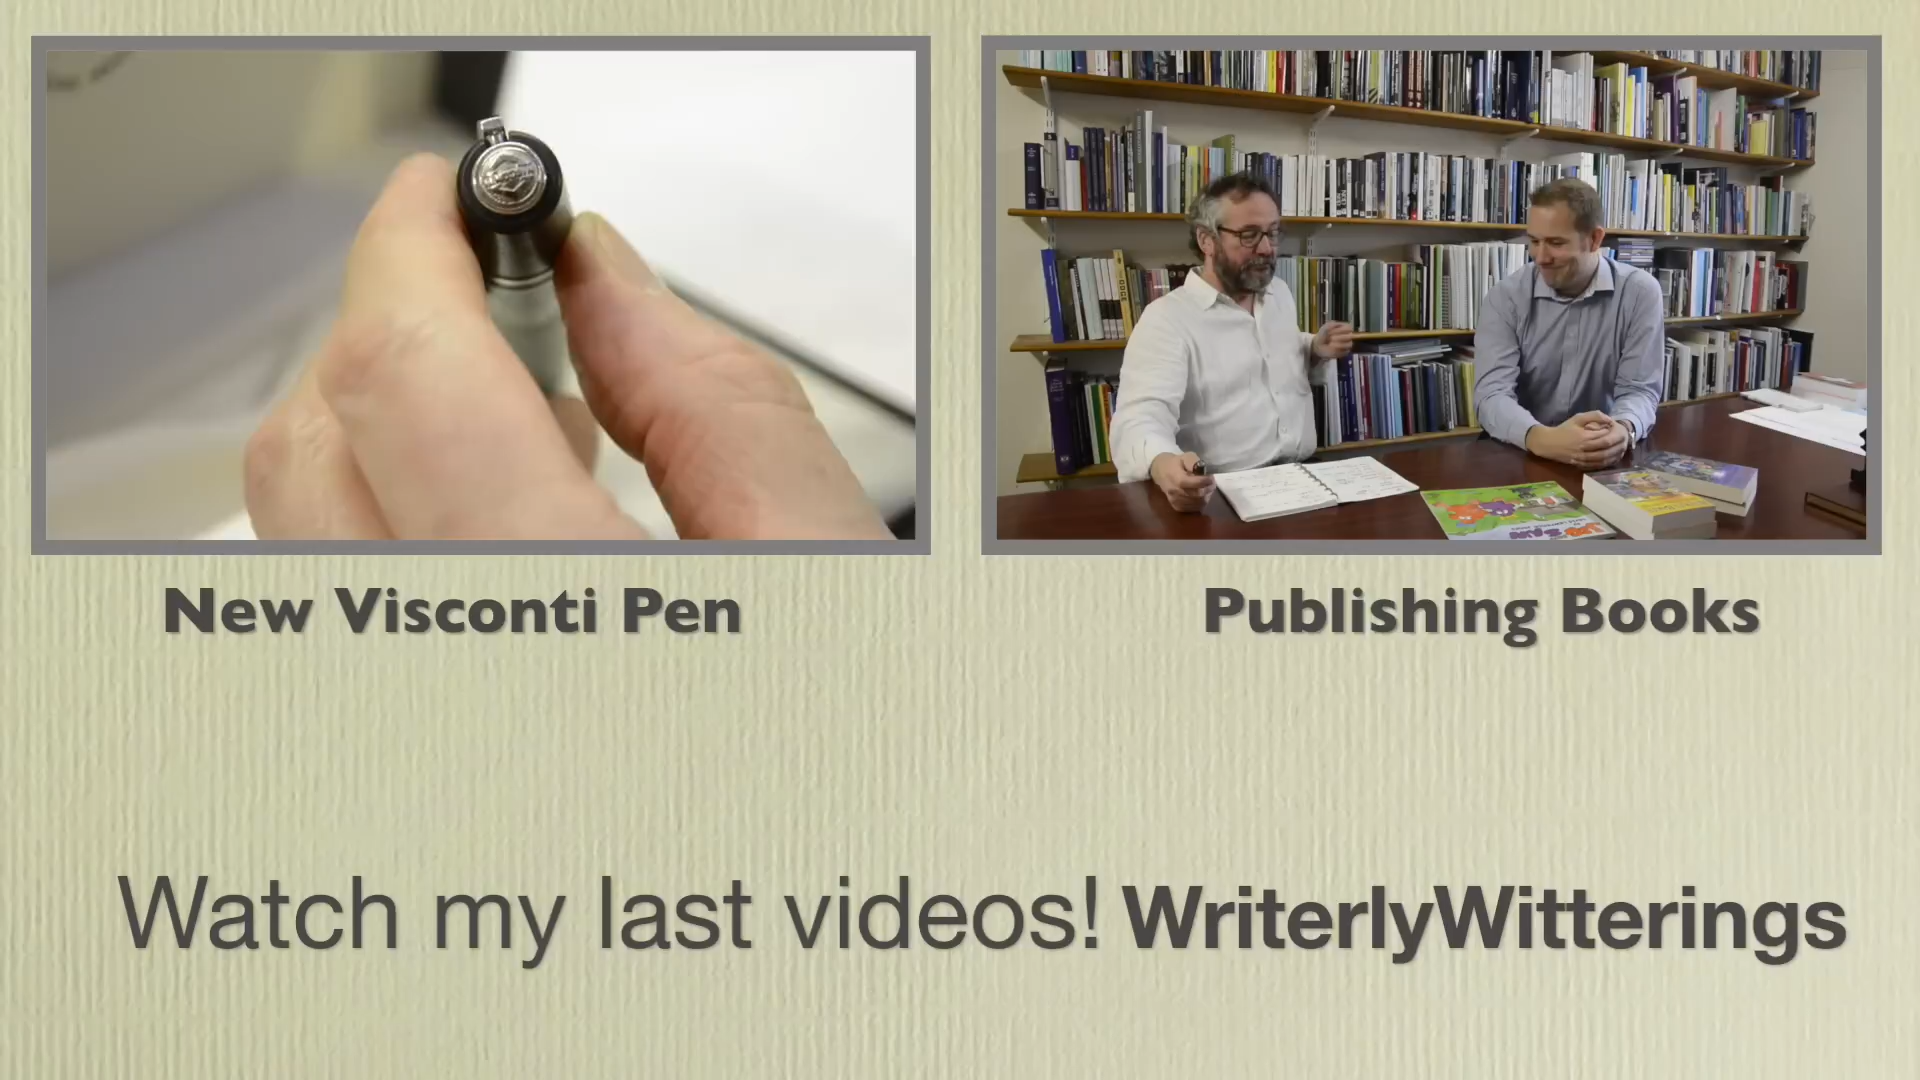 New Visconti Pen
Publishing Books
Watch my last videos! WriterlyWitterings